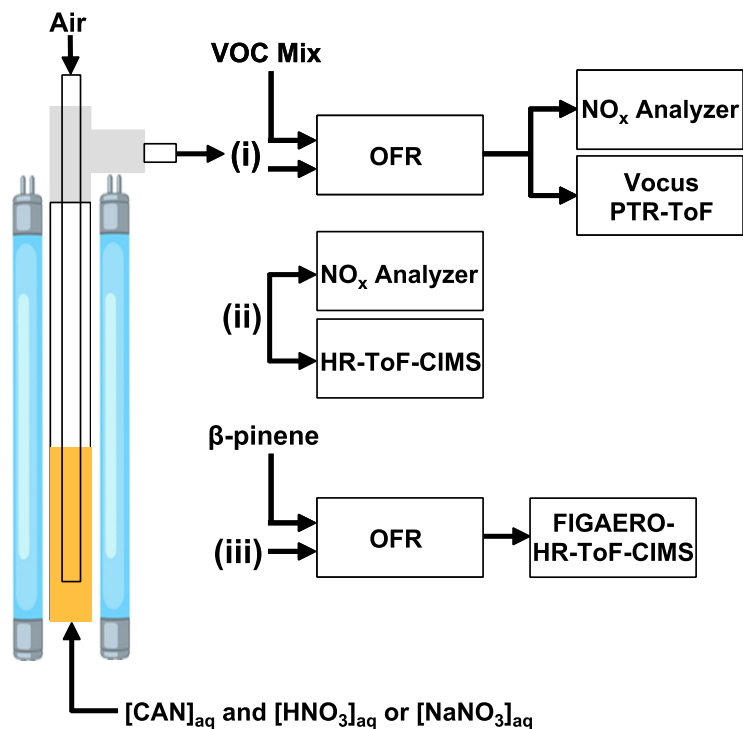 Air
VOC Mix
(i)
OFR
NOₓ Analyzer
Vocus
PTR-ToF
(ii)
NOₓ Analyzer
HR-ToF-CIMS
β-pinene
(iii)
OFR
FIGAERO-
HR-ToF-CIMS
[CAN]aq and [HNO₃]aq or [NaNO₃]aq